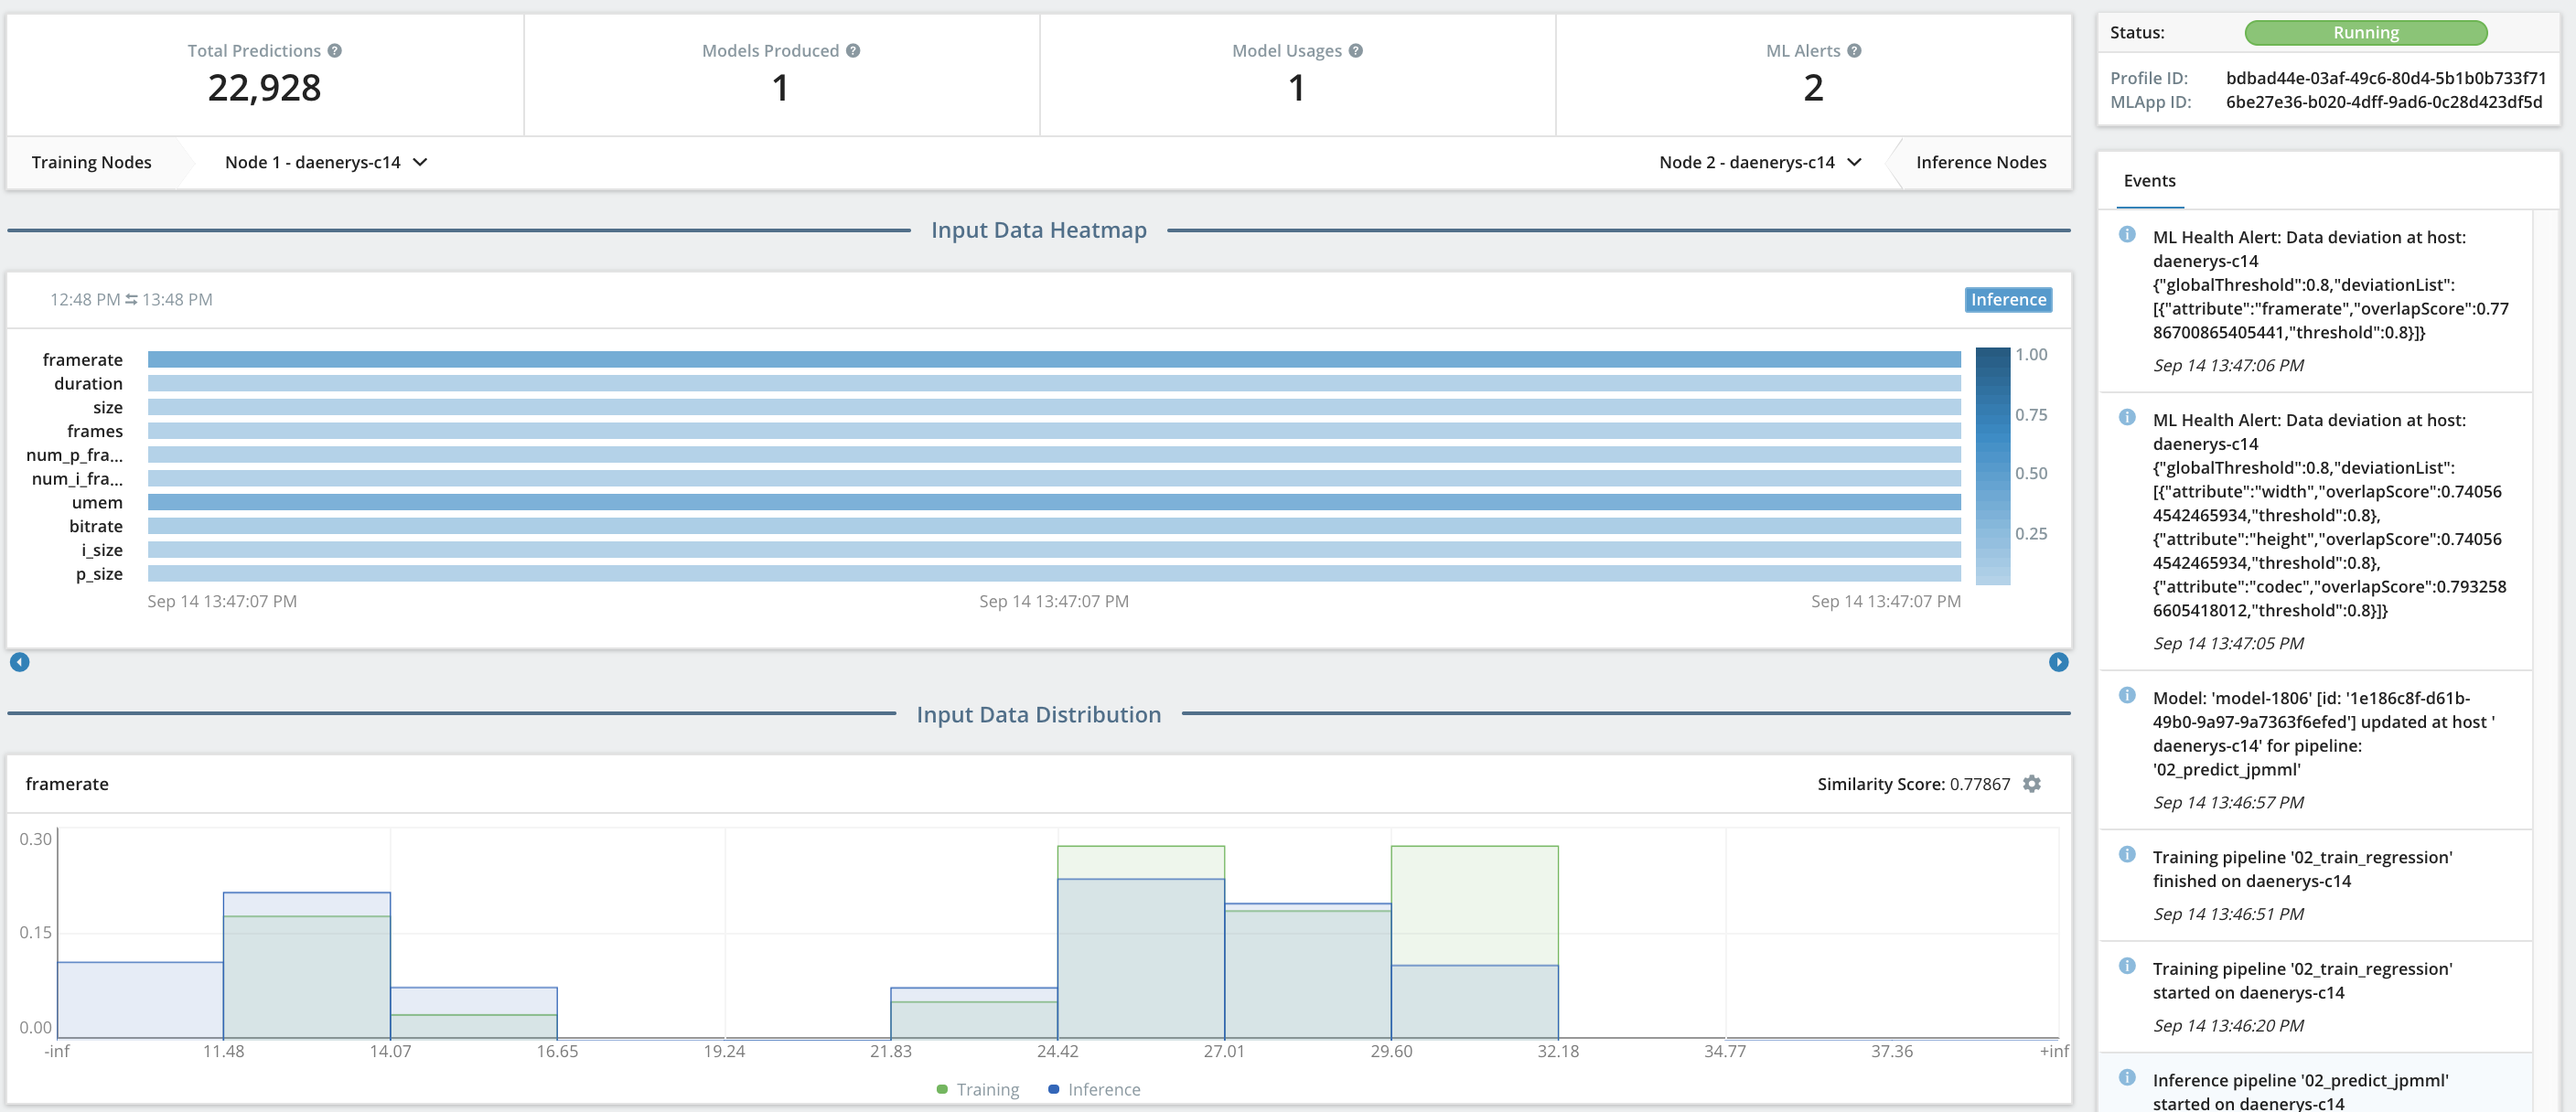 Total Predictions
22,928
Models Produced
1
Model Usages
1
ML Alerts
2
Training Nodes
Node 1 - daenerys-c14
Node 2 - daenerys-c14
Inference Nodes
Input Data Heatmap
12:48 PM ⇆ 13:48 PM
Inference
framerate
duration
size
frames
num_p_fra...
num_i_fra...
umem
bitrate
i_size
p_size
1.00
0.75
0.50
0.25
Sep 14 13:47:07 PM
Sep 14 13:47:07 PM
Sep 14 13:47:07 PM
Input Data Distribution
framerate
Similarity Score: 0.77867
0.30
0.15
0.00
-inf
11.48
14.07
16.65
19.24
21.83
24.42
27.01
29.60
32.18
34.77
37.36
+inf
Training
Inference
Status:
Running
Profile ID: bdbad44e-03af-49c6-80d4-5b1b0b733f71
MLApp ID: 6be27e36-b020-4dff-9ad6-0c28d423df5d
Events
ML Health Alert: Data deviation at host:
daenerys-c14
{"globalThreshold":0.8,"deviationList":
[{"attribute":"framerate","overlapScore":0.77
86700865405441,"threshold":0.8}]}
Sep 14 13:47:06 PM
ML Health Alert: Data deviation at host:
daenerys-c14
{"globalThreshold":0.8,"deviationList":
[{"attribute":"width","overlapScore":0.74056
4542465934,"threshold":0.8},
{"attribute":"height","overlapScore":0.74056
4542465934,"threshold":0.8},
{"attribute":"codec","overlapScore":0.793258
6605418012,"threshold":0.8}]}
Sep 14 13:47:05 PM
Model: 'model-1806' [id: '1e186c8f-d61b-
49b0-9a97-9a7363f6efed'] updated at host '
daenerys-c14' for pipeline:
'02_predict_jpmml'
Sep 14 13:46:57 PM
Training pipeline '02_train_regression'
finished on daenerys-c14
Sep 14 13:46:51 PM
Training pipeline '02_train_regression'
started on daenerys-c14
Sep 14 13:46:20 PM
Inference pipeline '02_predict_jpmml'
started on daenerys-c14